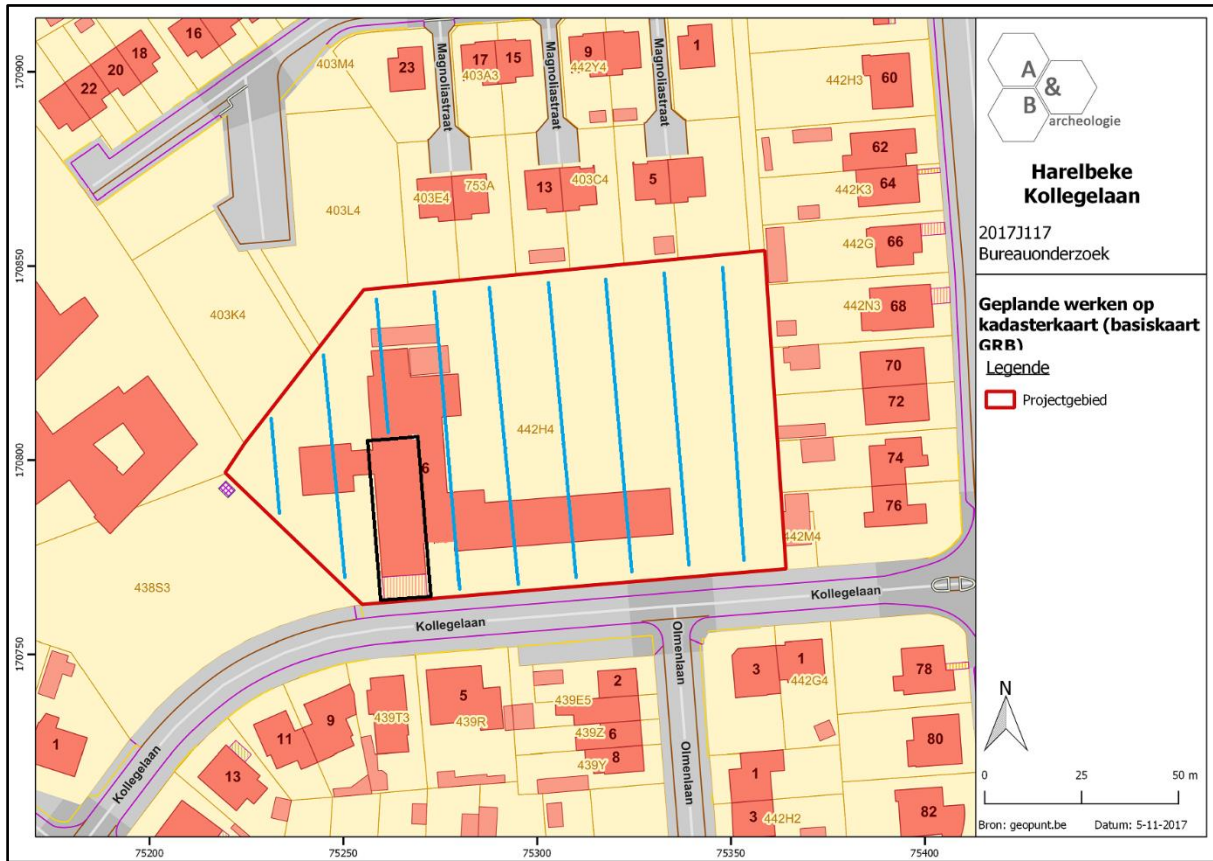 170900
170850
170800
170750
75200
75250
75300
75350
75400
16
18
20
22
403M4
23
17
15
403A3
9
442Y4
1
Magnoliastraat
Magnoliastraat
Magnoliastraat
442H3
60
62
64
442K3
442G
66
442N3
68
70
72
74
76
442M4
403L4
403E4
753A
13
403C4
5
403K4
442H4
6
438S3
Kollegelaan
Kollegelaan
Kollegelaan
Olmenlaan
Olmenlaan
1
13
11
9
439T3
5
439R
439E5
2
439Z
6
439Y
8
3
1
442G4
78
80
82
1
3
442H2
A
&
B
archeologie
Harelbeke
Kollegelaan
2017J117
Bureauonderzoek
Geplande werken op
kadasterkaart (basiskaart
GRB)
Legende
Projectgebied
N
0 25 50 m
Bron: geopunt.be Datum: 5-11-2017